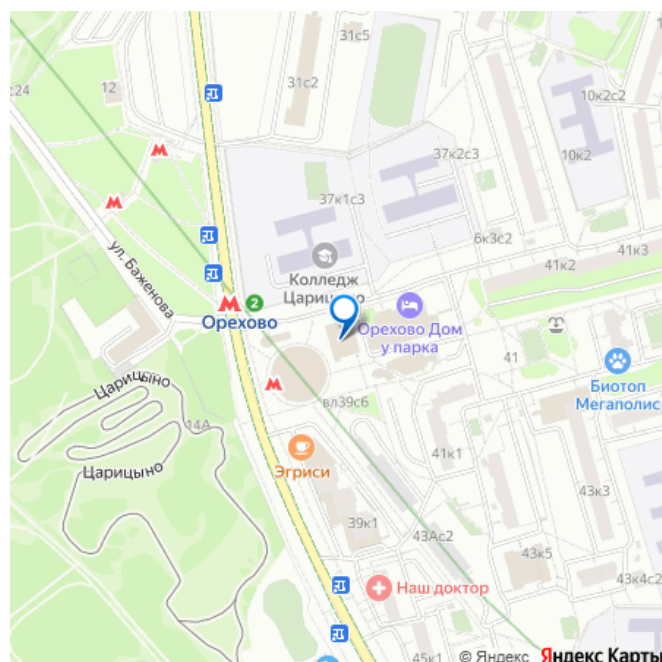 31с5
31с2
12
с24
10к2с2
10к2
37к2с3
37к1с3
6к3с2
41к3
41к2
ул. Баженова
Колледж
Царицыно
2
Орехово
Орехово Дом
у парка
41
Биотоп
Мегаполис
Царицыно
14А
вл39с6
Царицыно
Эгриси
41к1
43к3
39к1
43Ас2
43к5
43к4с2
Наш доктор
45к1
© Яндекс Яндекс Карты